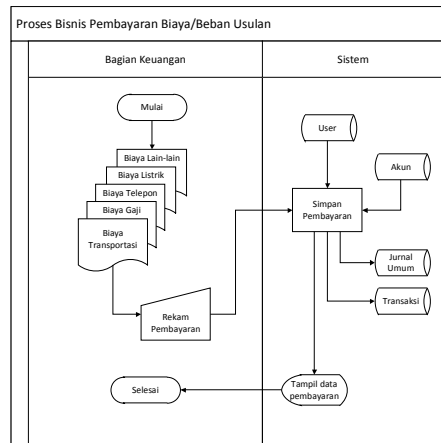 Proses Bisnis Pembayaran Biaya/Beban Usulan
Bagian Keuangan
Sistem
Mulai
Biaya Lain-lain
Biaya Listrik
Biaya Telepon
Biaya Gaji
Biaya
Transportasi
Rekam
Pembayaran
User
Akun
Simpan
Pembayaran
Jurnal
Umum
Transaksi
Tampil data
pembayaran
Selesai